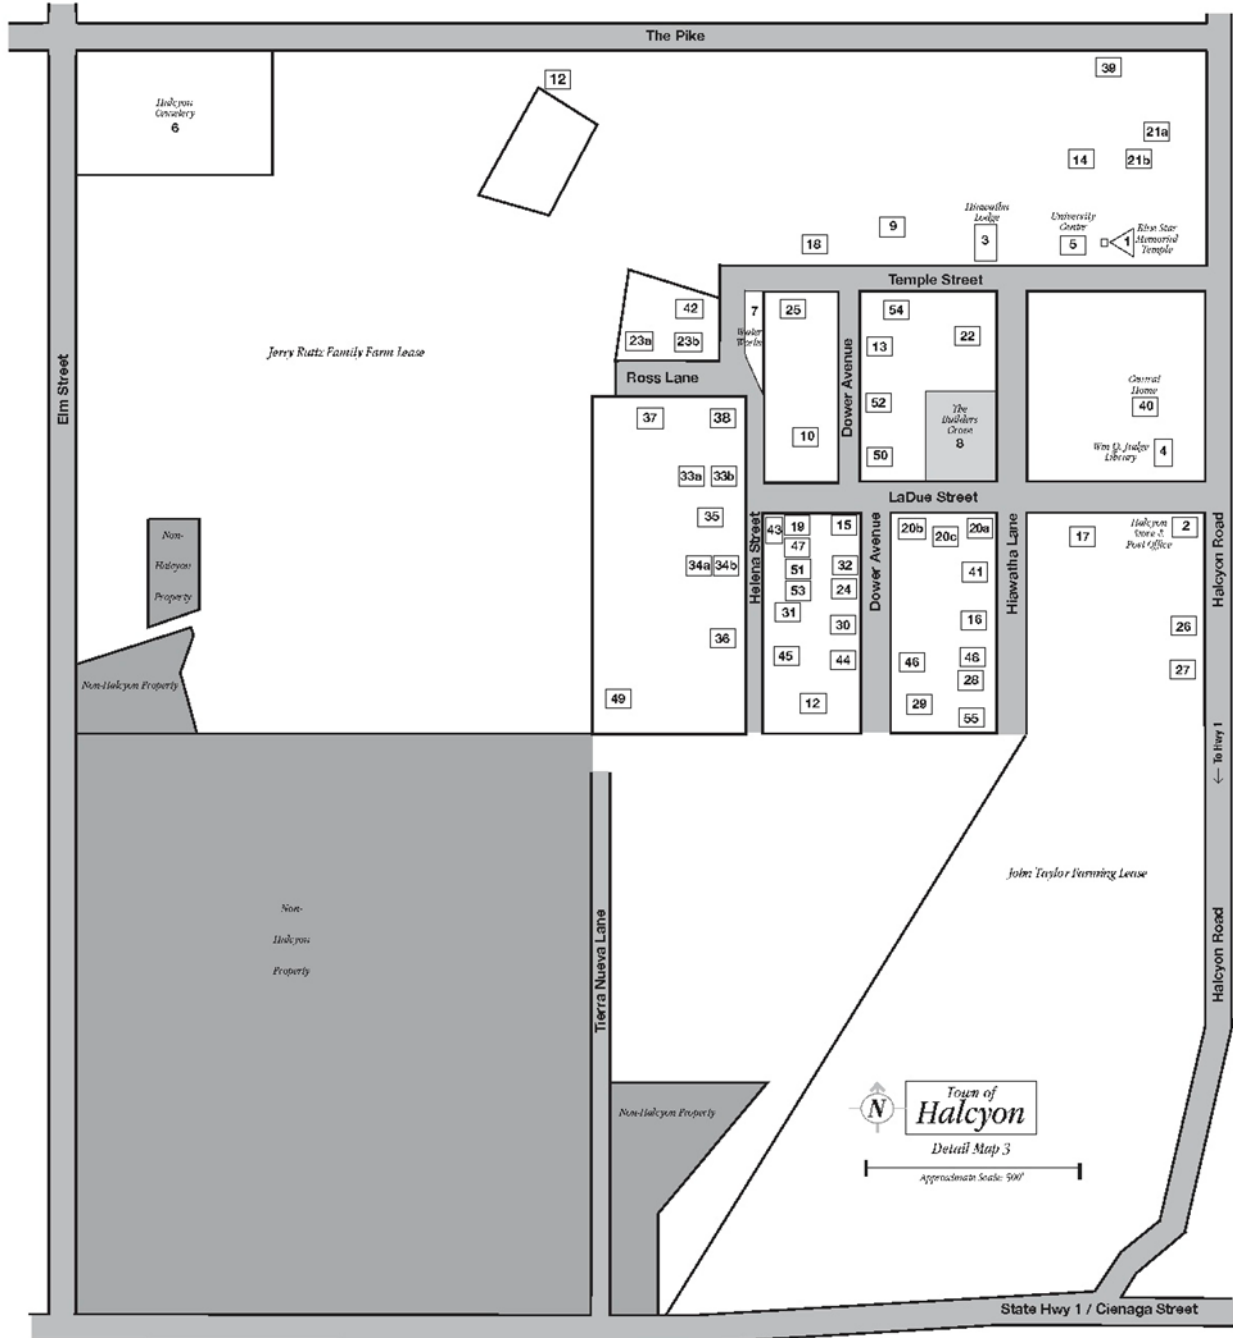 The Pike
39
12
Halcyon
Cemetery
6
21a
14
21b
Hiawatha
Lodge
3
University
Center
5
1
Blue Star
Memorial
Temple
9
18
Temple Street
42
23a
23b
7
Water
Works
25
54
22
13
Jerry Rutiz Family Farm Lease
Elm Street
Ross Lane
Dower Avenue
Central
Home
40
37
38
10
52
The
Builders
Grove
8
50
Wm Q. Judge
Library
4
33a
33b
LaDue Street
35
43
19
15
20b
20c
20a
17
Halcyon
Store &
Post Office
2
Non-
Halcyon
Property
47
34a
34b
51
32
41
53
24
Helena Street
Dower Avenue
Hiawatha Lane
Halcyon Road
31
30
16
26
36
45
44
46
48
27
28
Non-Halcyon Property
49
12
29
55
← To Hwy 1
John Taylor Farming Lease
Non-
Halcyon
Property
Tierra Nueva Lane
Halcyon Road
Non-Halcyon Property
N
Town of
Halcyon
Detail Map 3
Approximate Scale: 500'
State Hwy 1 / Cienaga Street